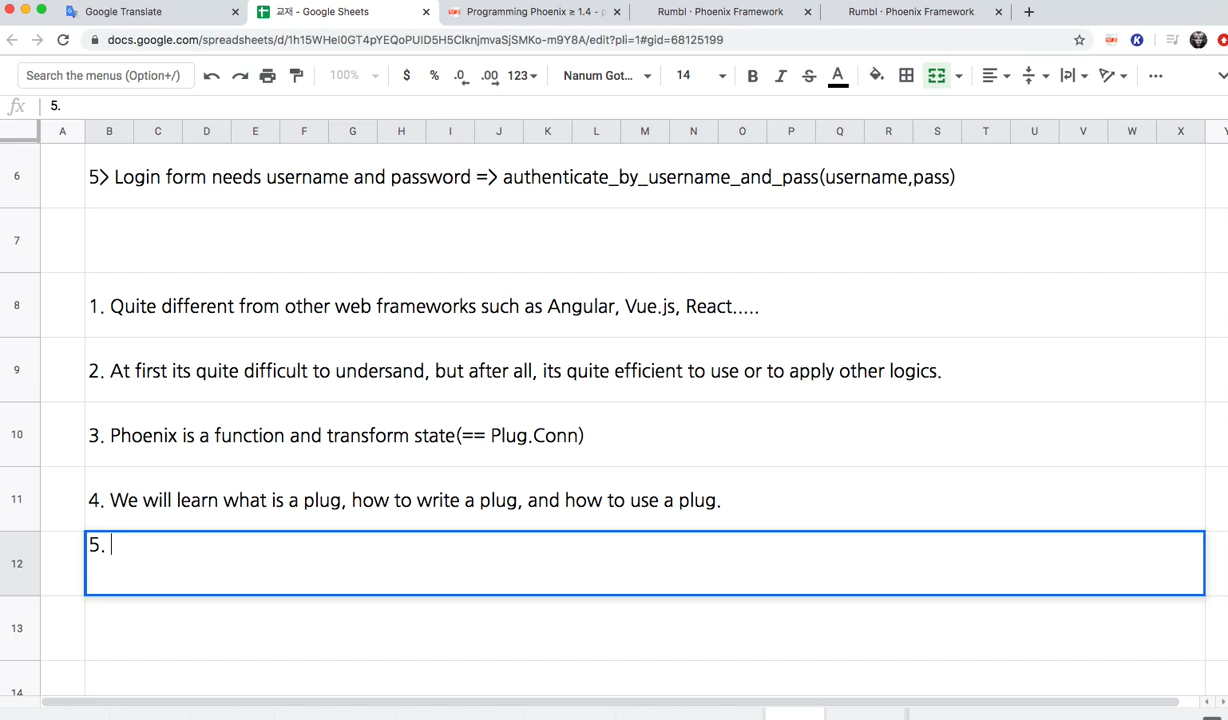 Google Translate
교재 - Google Sheets
Programming Phoenix ≥ 1.4 - p
Rumbl · Phoenix Framework
Rumbl · Phoenix Framework
docs.google.com/spreadsheets/d/1h15WHeI0GT4pYEQoPUID5H5CIknjmvaSjSMKo-m9Y8A/edit?pli=1#gid=68125199
Search the menus (Option+/)
100%
$ % .0 .00 123
Nanum Got...
14
B I S A
fx 5.
A B C D E F G H I J K L M N O P Q R S T U V W X Y
6 5> Login form needs username and password => authenticate_by_username_and_pass(username,pass)
7
8 1. Quite different from other web frameworks such as Angular, Vue.js, React.....
9 2. At first its quite difficult to undersand, but after all, its quite efficient to use or to apply other logics.
10 3. Phoenix is a function and transform state(== Plug.Conn)
11 4. We will learn what is a plug, how to write a plug, and how to use a plug.
12 5.
13
14